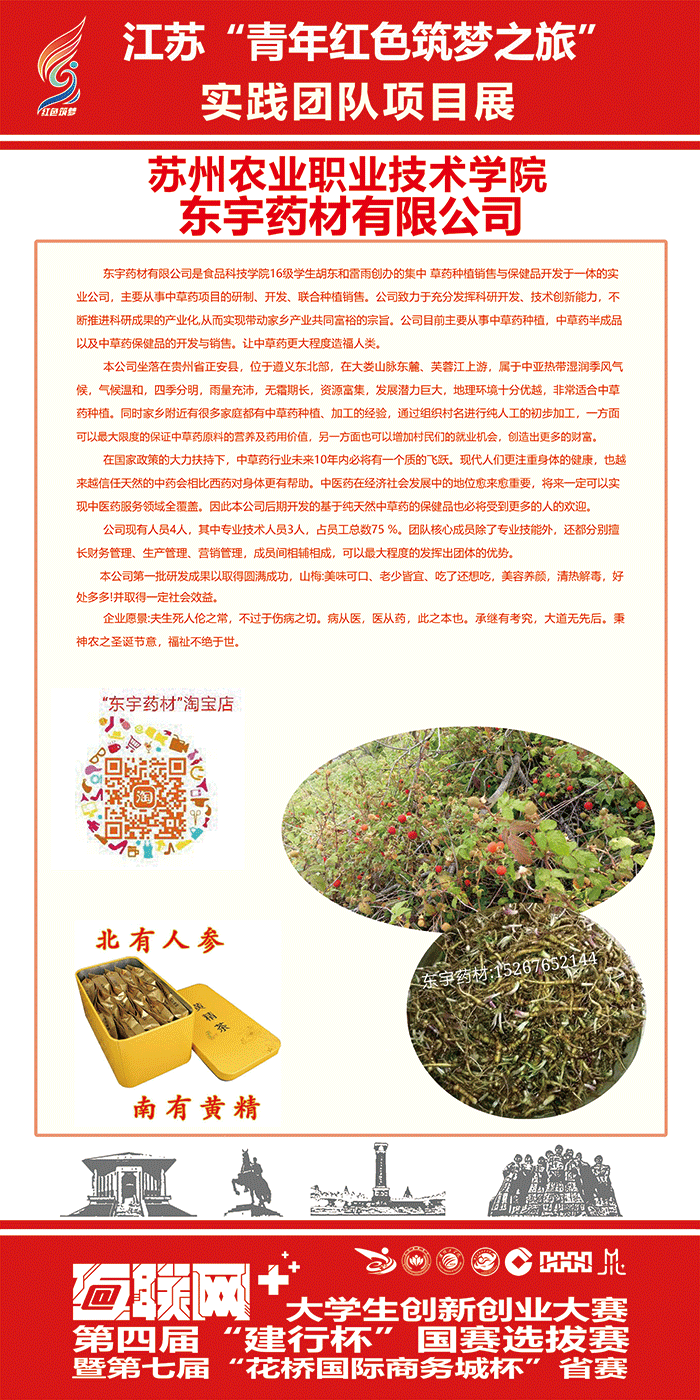 红色筑梦
江苏“青年红色筑梦之旅”
实践团队项目展
苏州农业职业技术学院
东宇药材有限公司
东宇药材有限公司是食品科技学院16级学生胡东和雷雨创办的集中 草药种植销售与保健品开发于一体的实
业公司，主要从事中草药项目的研制、开发、联合种植销售。公司致力于充分发挥科研开发、技术创新能力，不
断推进科研成果的产业化,从而实现带动家乡产业共同富裕的宗旨。公司目前主要从事中草药种植，中草药半成品
以及中草药保健品的开发与销售。让中草药更大程度造福人类。
本公司坐落在贵州省正安县，位于遵义东北部，在大娄山脉东麓、芙蓉江上游，属于中亚热带湿润季风气
候，气候温和，四季分明，雨量充沛，无霜期长，资源富集，发展潜力巨大，地理环境十分优越，非常适合中草
药种植。同时家乡附近有很多家庭都有中草药种植、加工的经验，通过组织村名进行纯人工的初步加工，一方面
可以最大限度的保证中草药原料的营养及药用价值，另一方面也可以增加村民们的就业机会，创造出更多的财富。
在国家政策的大力扶持下，中草药行业未来10年内必将有一个质的飞跃。现代人们更注重身体的健康，也越
来越信任天然的中药会相比西药对身体更有帮助。中医药在经济社会发展中的地位愈来愈重要，将来一定可以实
现中医药服务领域全覆盖。因此本公司后期开发的基于纯天然中草药的保健品也必将受到更多的人的欢迎。
公司现有人员4人，其中专业技术人员3人，占员工总数75 %。团队核心成员除了专业技能外，还都分别擅
长财务管理、生产管理、营销管理，成员间相辅相成，可以最大程度的发挥出团体的优势。
本公司第一批研发成果以取得圆满成功，山梅:美味可口、老少皆宜、吃了还想吃，美容养颜，清热解毒，好
处多多!并取得一定社会效益。
企业愿景:夫生死人伦之常，不过于伤病之切。病从医，医从药，此之本也。承继有考究，大道无先后。秉
神农之圣诞节意，福祉不绝于世。
“东宇药材”淘宝店
淘
北有人参
黄精茶
南有黄精
东宇药材:15267652144
互联网+
大学生创新创业大赛
第四届“建行杯”国赛选拔赛
暨第七届“花桥国际商务城杯”省赛